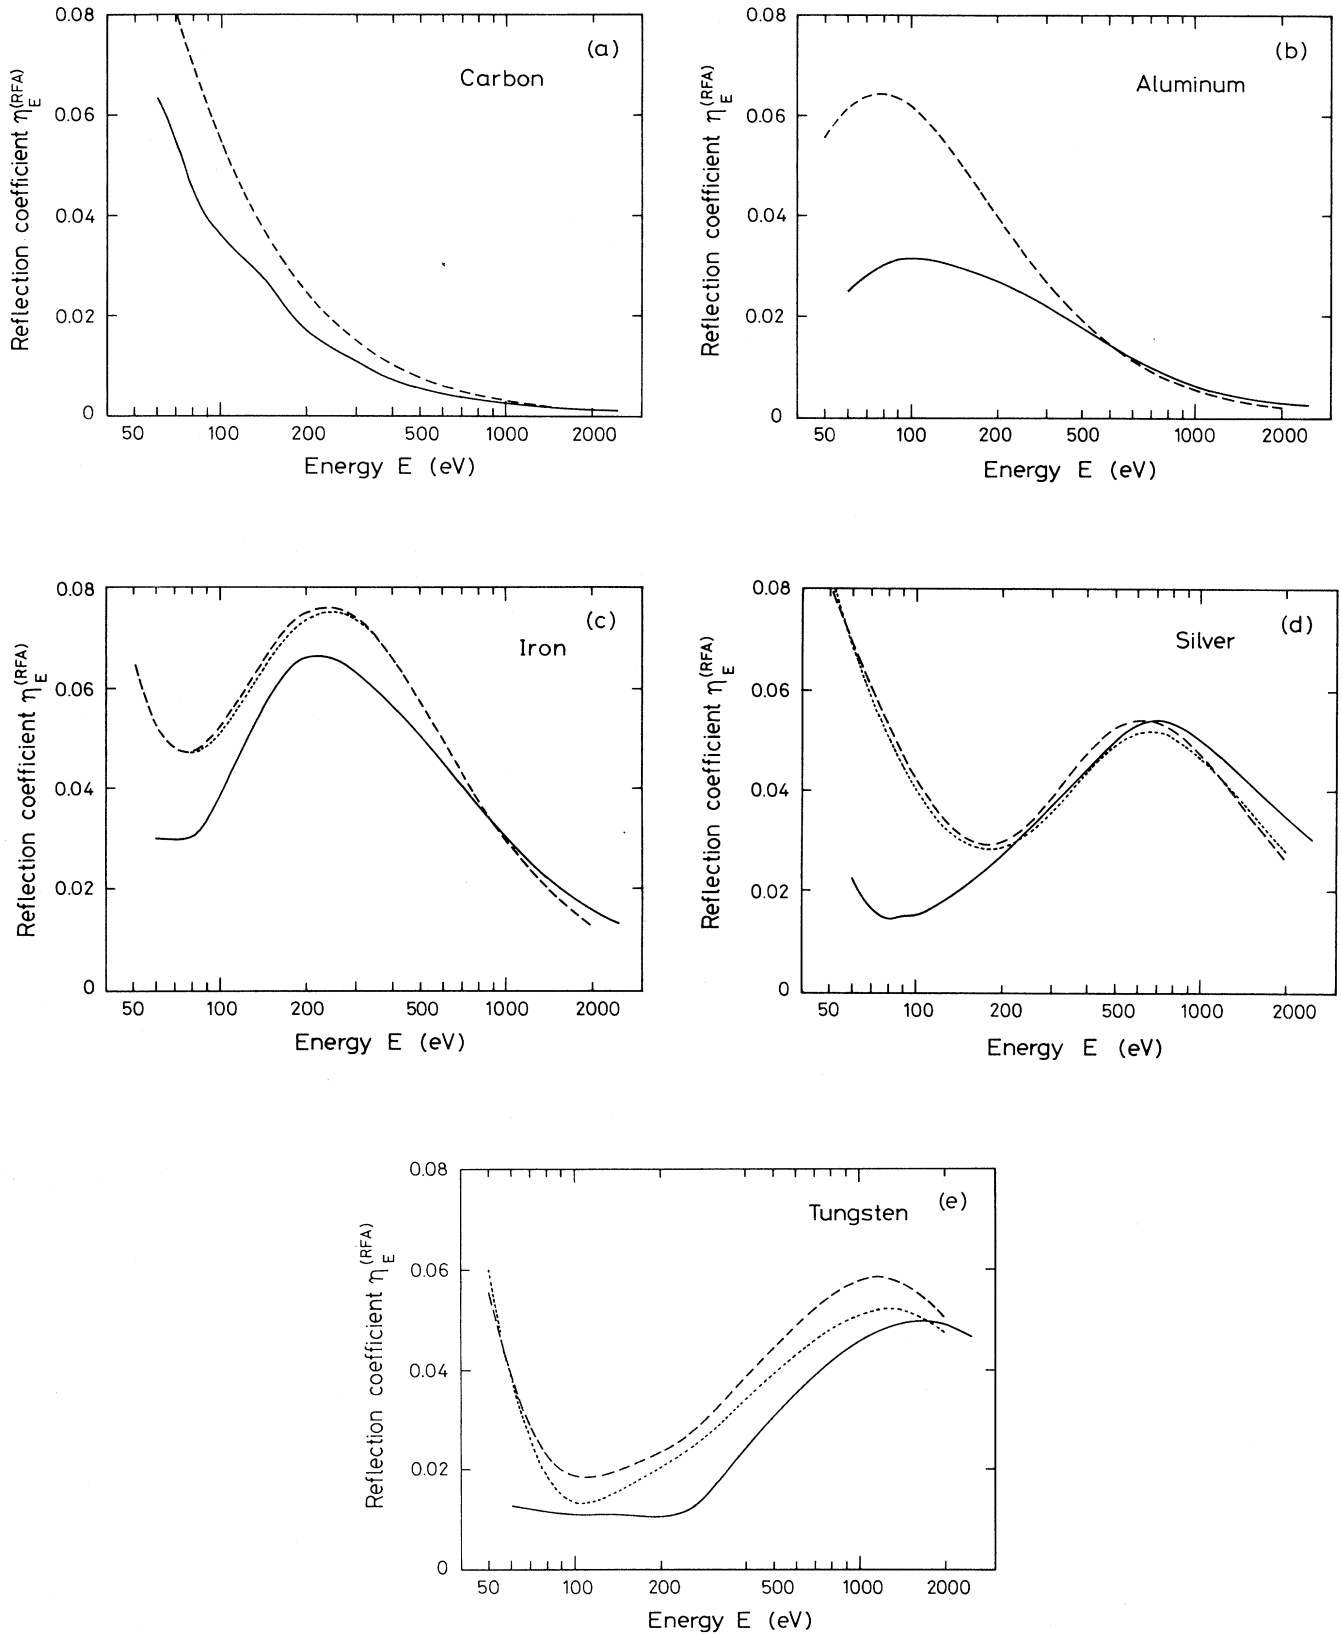 (a)
Carbon
Reflection coefficient η_E^(RFA)
0.08
0.06
0.04
0.02
0
50 100 200 500 1000 2000
Energy E (eV)
(b)
Aluminum
Reflection coefficient η_E^(RFA)
0.08
0.06
0.04
0.02
0
50 100 200 500 1000 2000
Energy E (eV)
(c)
Iron
Reflection coefficient η_E^(RFA)
0.08
0.06
0.04
0.02
0
50 100 200 500 1000 2000
Energy E (eV)
(d)
Silver
Reflection coefficient η_E^(RFA)
0.08
0.06
0.04
0.02
0
50 100 200 500 1000 2000
Energy E (eV)
(e)
Tungsten
Reflection coefficient η_E^(RFA)
0.08
0.06
0.04
0.02
0
50 100 200 500 1000 2000
Energy E (eV)